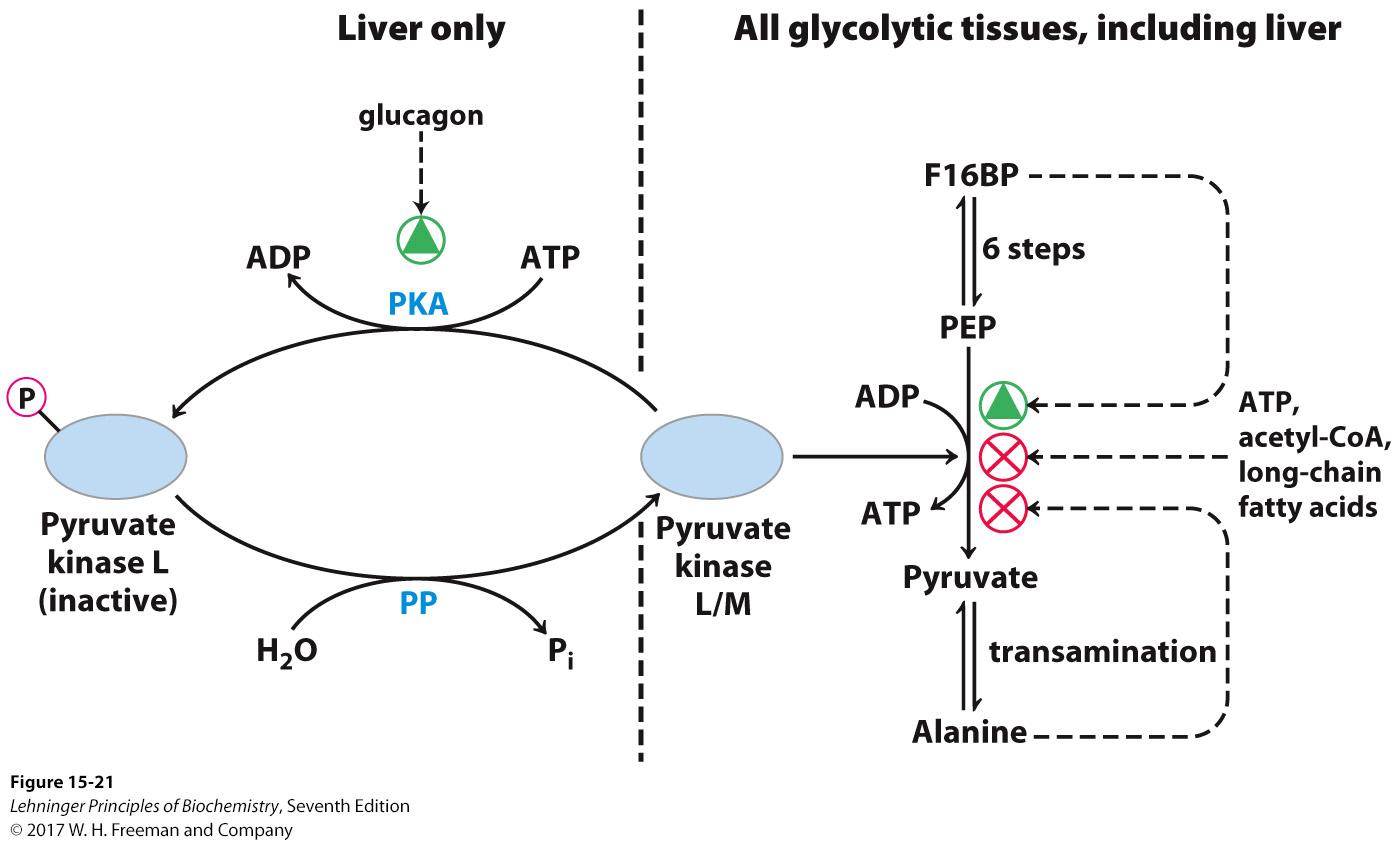 Liver only
All glycolytic tissues, including liver
glucagon
ADP
ATP
PKA
P
Pyruvate
kinase L
(inactive)
PP
H₂O
Pᵢ
Pyruvate
kinase
L/M
F16BP
6 steps
PEP
ADP
ATP
ATP,
acetyl-CoA,
long-chain
fatty acids
Pyruvate
transamination
Alanine
Figure 15-21
Lehninger Principles of Biochemistry, Seventh Edition
© 2017 W. H. Freeman and Company